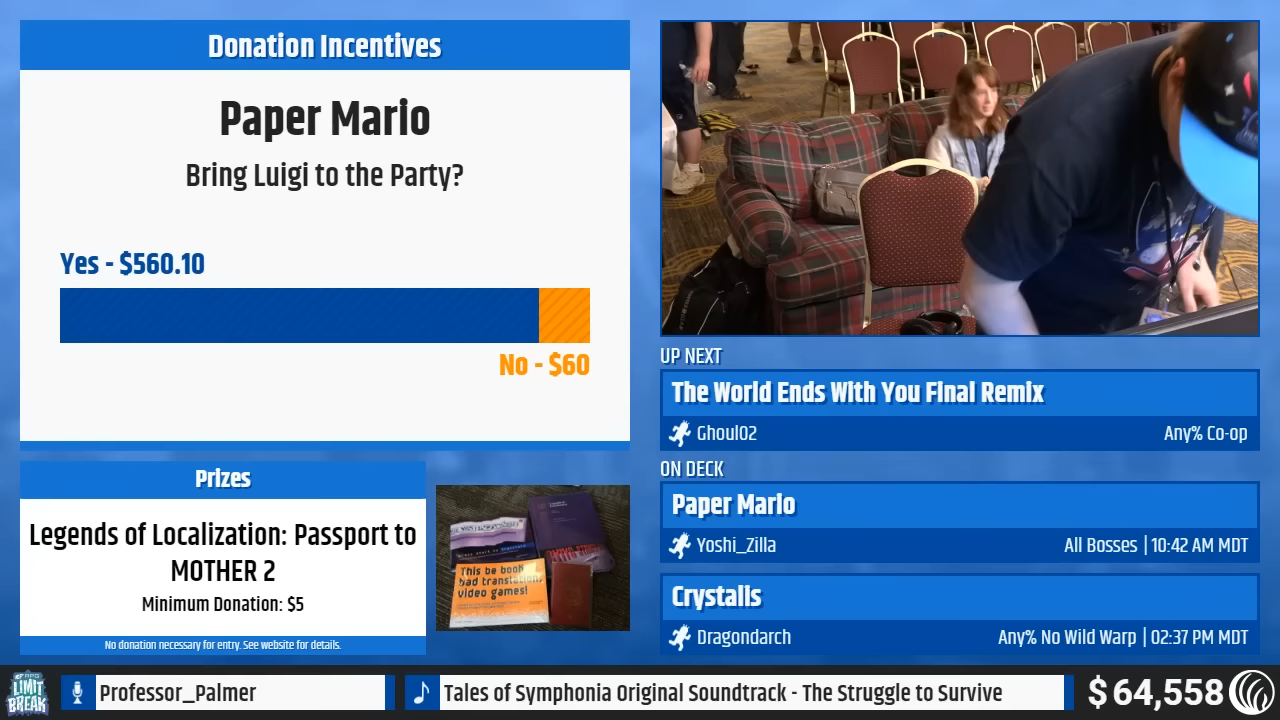 Donation Incentives
Paper Mario
Bring Luigi to the Party?
Yes - $560.10
No - $60
Prizes
Legends of Localization: Passport to
MOTHER 2
Minimum Donation: $5
No donation necessary for entry. See website for details.
This be book
bad translation,
video games!
UP NEXT
The World Ends With You Final Remix
Ghoul02
Any% Co-op
ON DECK
Paper Mario
Yoshi_Zilla
All Bosses | 10:42 AM MDT
Crystalis
Dragondarch
Any% No Wild Warp | 02:37 PM MDT
RPG
LIMIT
BREAK
Professor_Palmer
Tales of Symphonia Original Soundtrack - The Struggle to Survive
$64,558